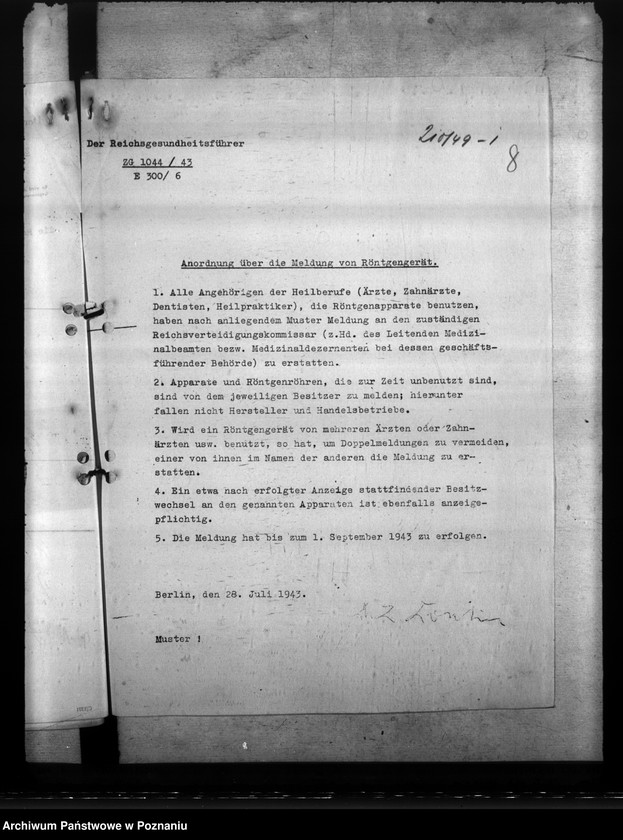 Der Reichsgesundheitsführer
210/49-1
8
ZG 1044 / 43
E 300/ 6
Anordnung über die Meldung von Röntgengerät.
1. Alle Angehörigen der Heilberufe (Ärzte, Zahnärzte,
Dentisten, Heilpraktiker), die Röntgenapparate benutzen,
haben nach anliegendem Muster Meldung an den zuständigen
Reichsverteidigungskommissar (z.Hd. des Leitenden Medizi-
nalbeamten bezw. Medizinaldezernenten bei dessen geschäfts-
führender Behörde) zu erstatten.
2. Apparate und Röntgenröhren, die zur Zeit unbenutzt sind,
sind von dem jeweiligen Besitzer zu melden; hierunter
fallen nicht Hersteller und Handelsbetriebe.
3. Wird ein Röntgengerät von mehreren Ärzten oder Zahn-
ärzten usw. benutzt, so hat, um Doppelmeldungen zu vermeiden,
einer von ihnen im Namen der anderen die Meldung zu er-
statten.
4. Ein etwa nach erfolgter Anzeige stattfindender Besitz-
wechsel an den genannten Apparaten ist ebenfalls anzeige-
pflichtig.
5. Die Meldung hat bis zum 1. September 1943 zu erfolgen.
Berlin, den 28. Juli 1943.
Muster 1
Archiwum Państwowe w Poznaniu